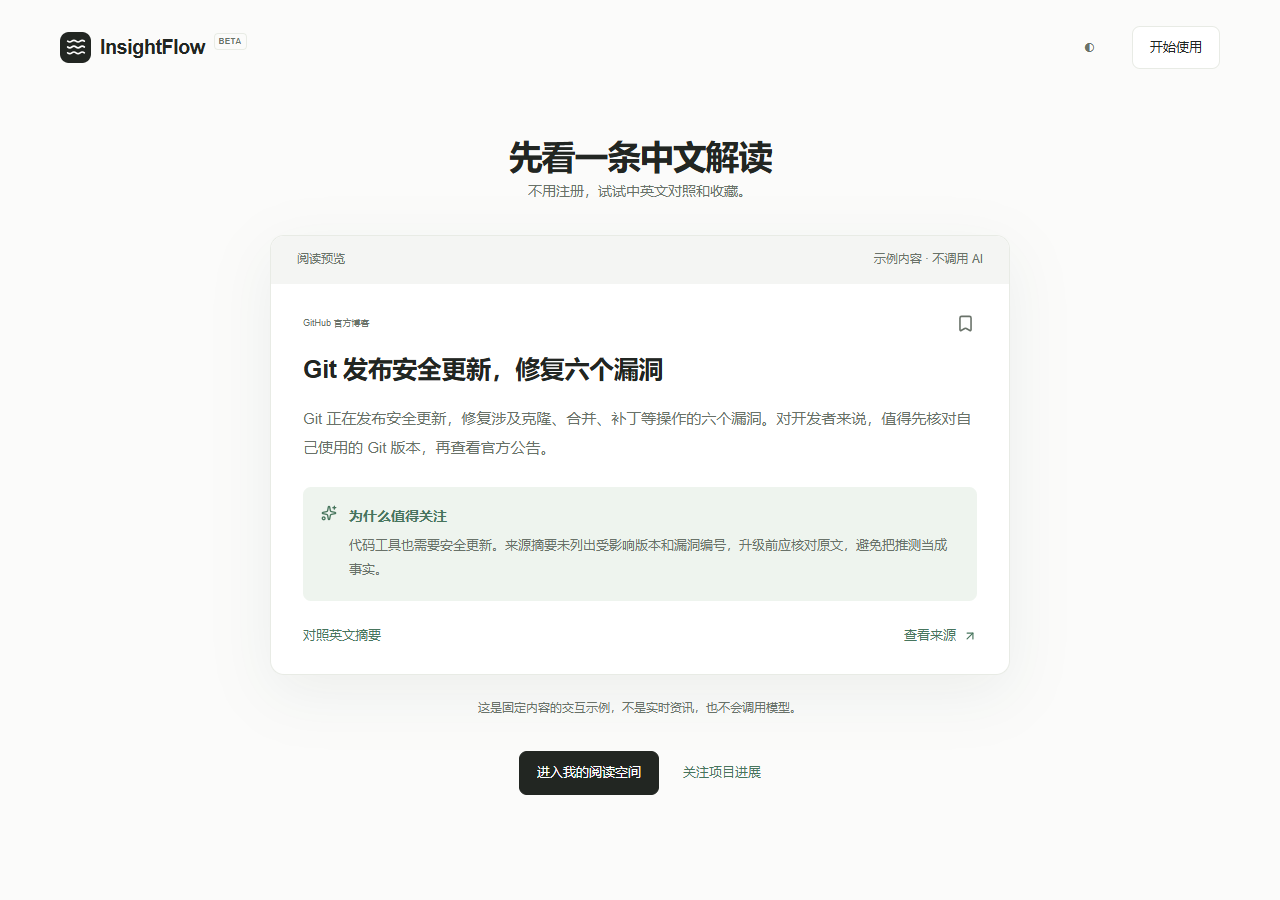 InsightFlow BETA
开始使用
先看一条中文解读
不用注册，试试中英文对照和收藏。
阅读预览
示例内容 · 不调用 AI
GitHub 官方博客
Git 发布安全更新，修复六个漏洞
Git 正在发布安全更新，修复涉及克隆、合并、补丁等操作的六个漏洞。对开发者来说，值得先核对自
己使用的 Git 版本，再查看官方公告。
为什么值得关注
代码工具也需要安全更新。来源摘要未列出受影响版本和漏洞编号，升级前应核对原文，避免把推测当成
事实。
对照英文摘要
查看来源
这是固定内容的交互示例，不是实时资讯，也不会调用模型。
进入我的阅读空间
关注项目进展